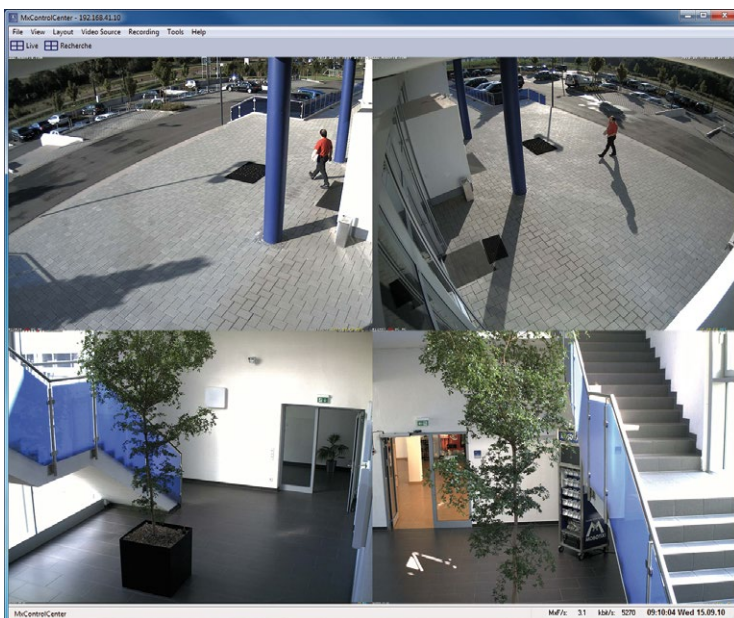 MxControlCenter - 192.168.41.10
File View Layout Video Source Recording Tools Help
Live Recherche
MxControlCenter MxF/s: 3.1 kbit/s: 5270 09:10:04 Wed 15.09.10